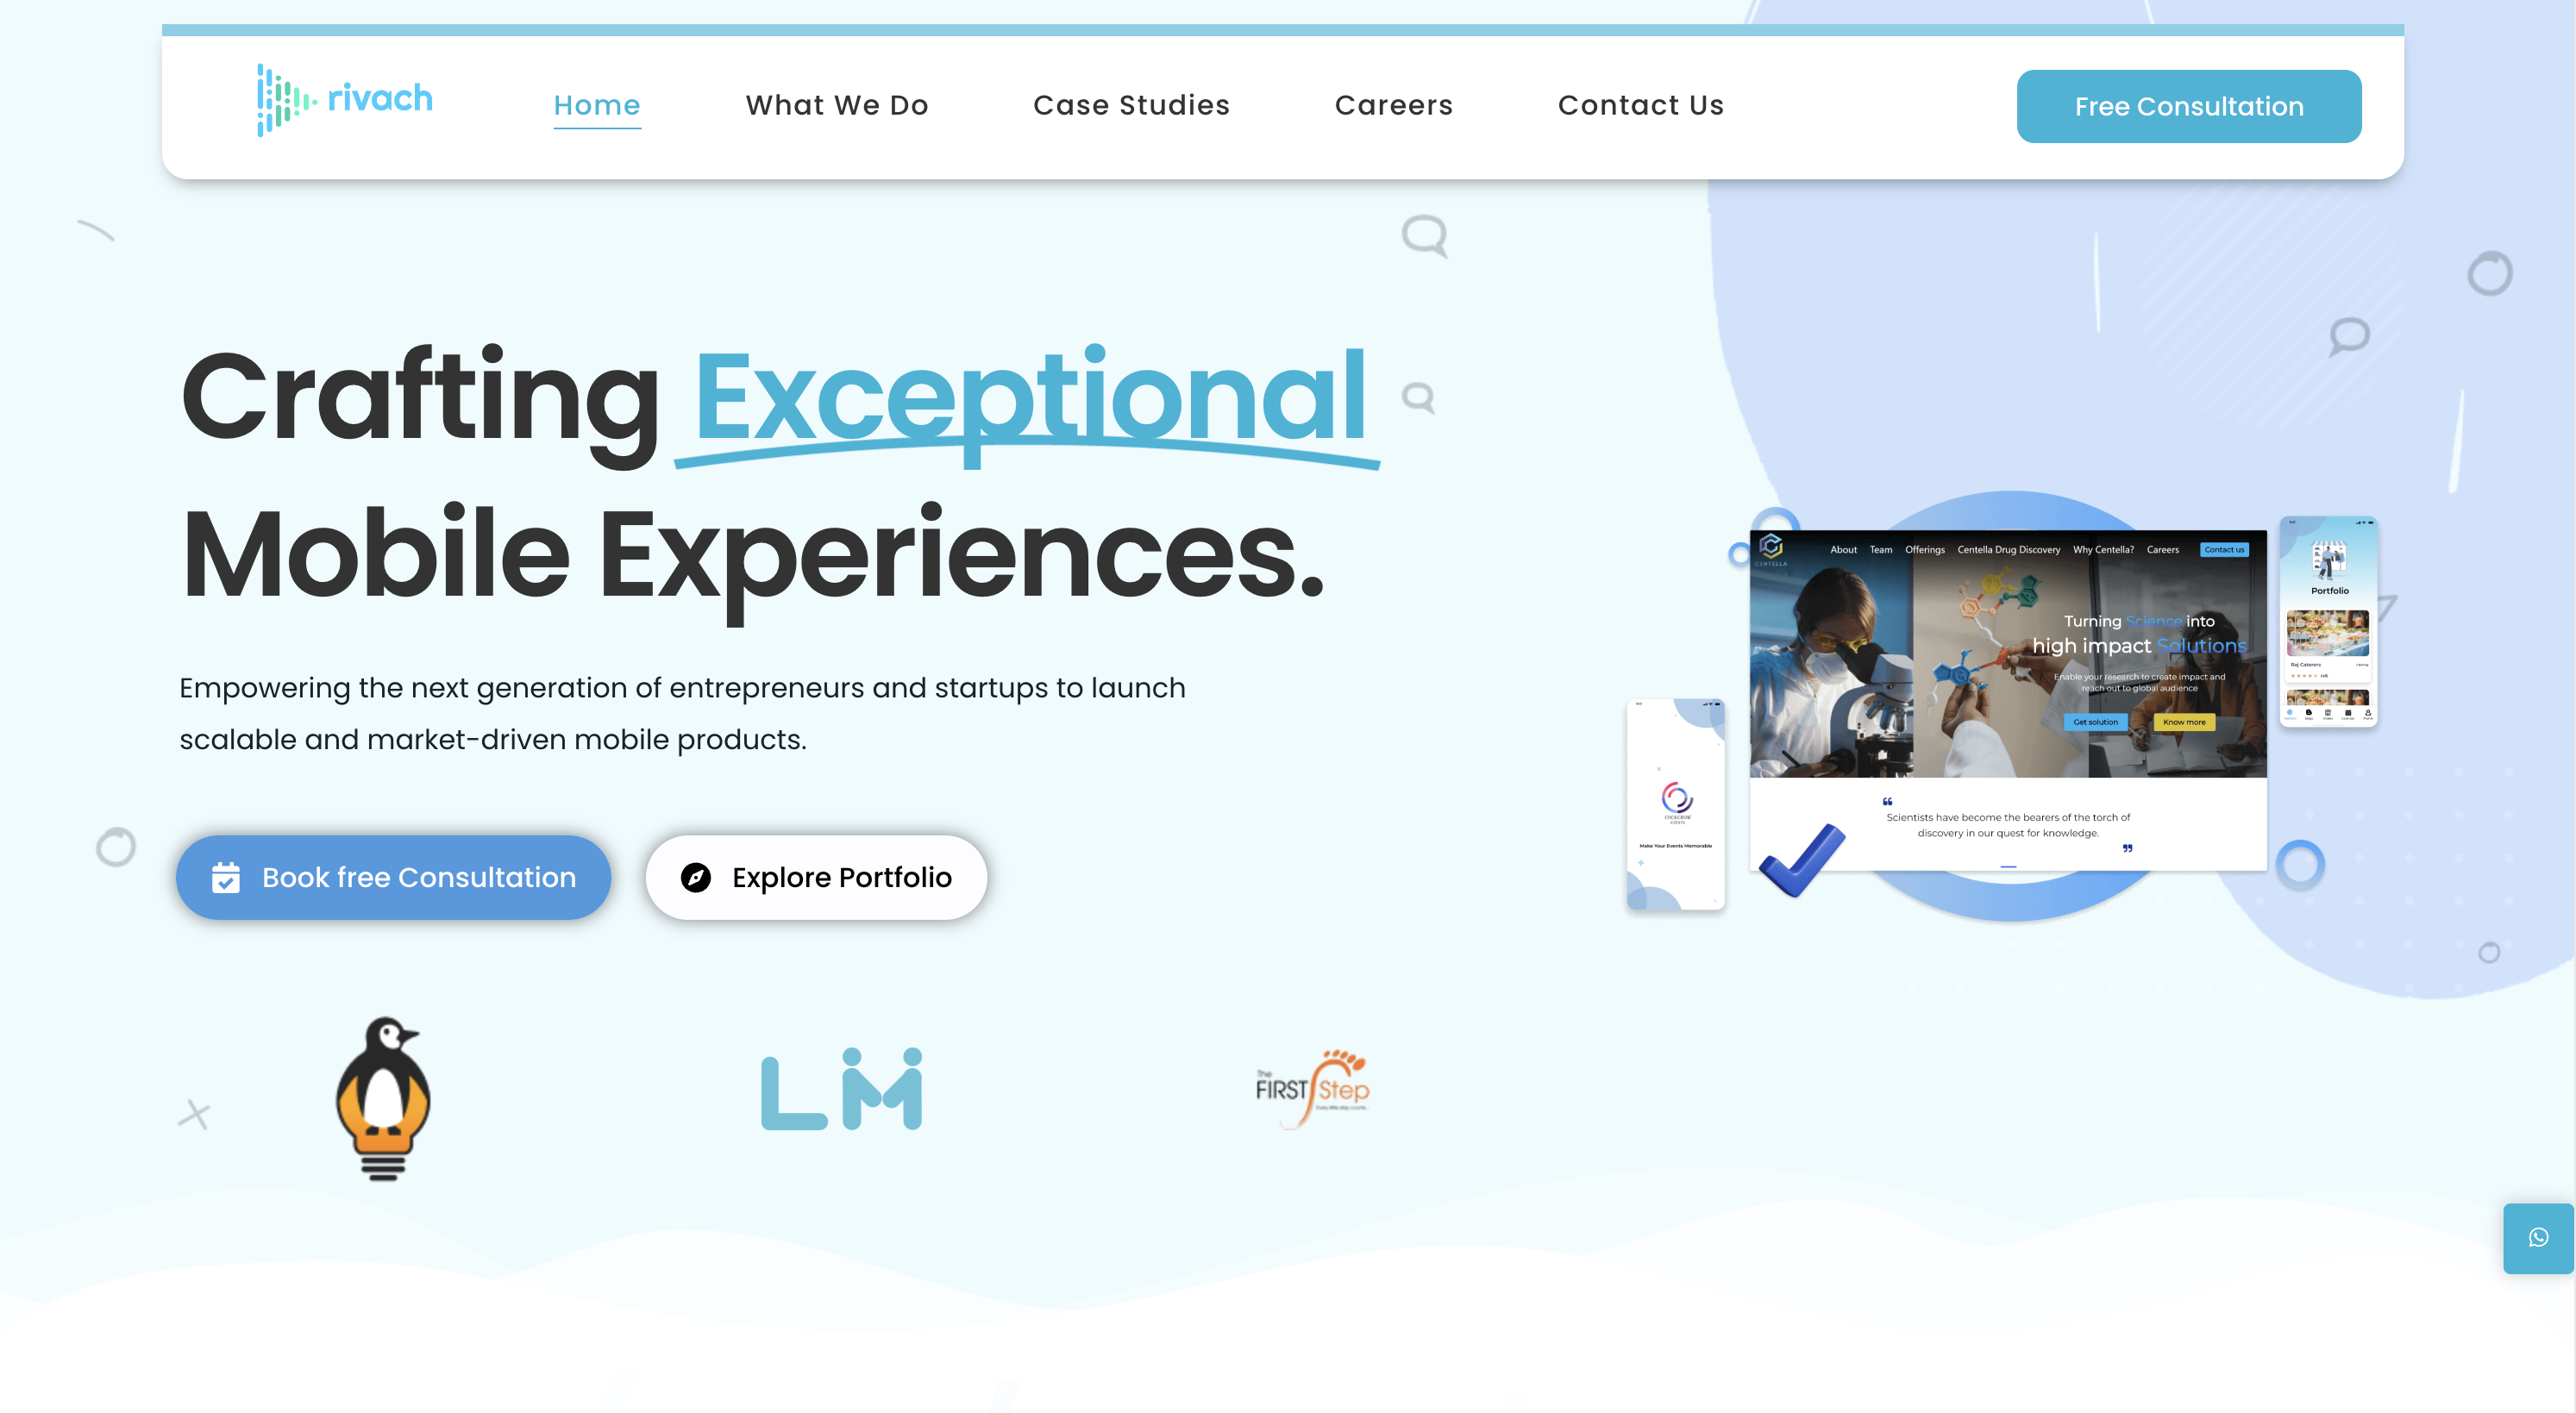 rivach
Home
What We Do
Case Studies
Careers
Contact Us
Free Consultation
Crafting Exceptional
Mobile Experiences.
Empowering the next generation of entrepreneurs and startups to launch
scalable and market-driven mobile products.
Book free Consultation
Explore Portfolio
CENTELLA
About
Team
Offerings
Centella Drug Discovery
Why Centella?
Careers
Contact us
Turning Science into
high impact Solutions
Enable your research to create impact and
reach out to global audience
Get solution
Know more
“
Scientists have become the bearers of the torch of
discovery in our quest for knowledge.
”
Portfolio
Raj Caterers
EVENTS
Make Your Events Memorable
LM
The
FIRST Step